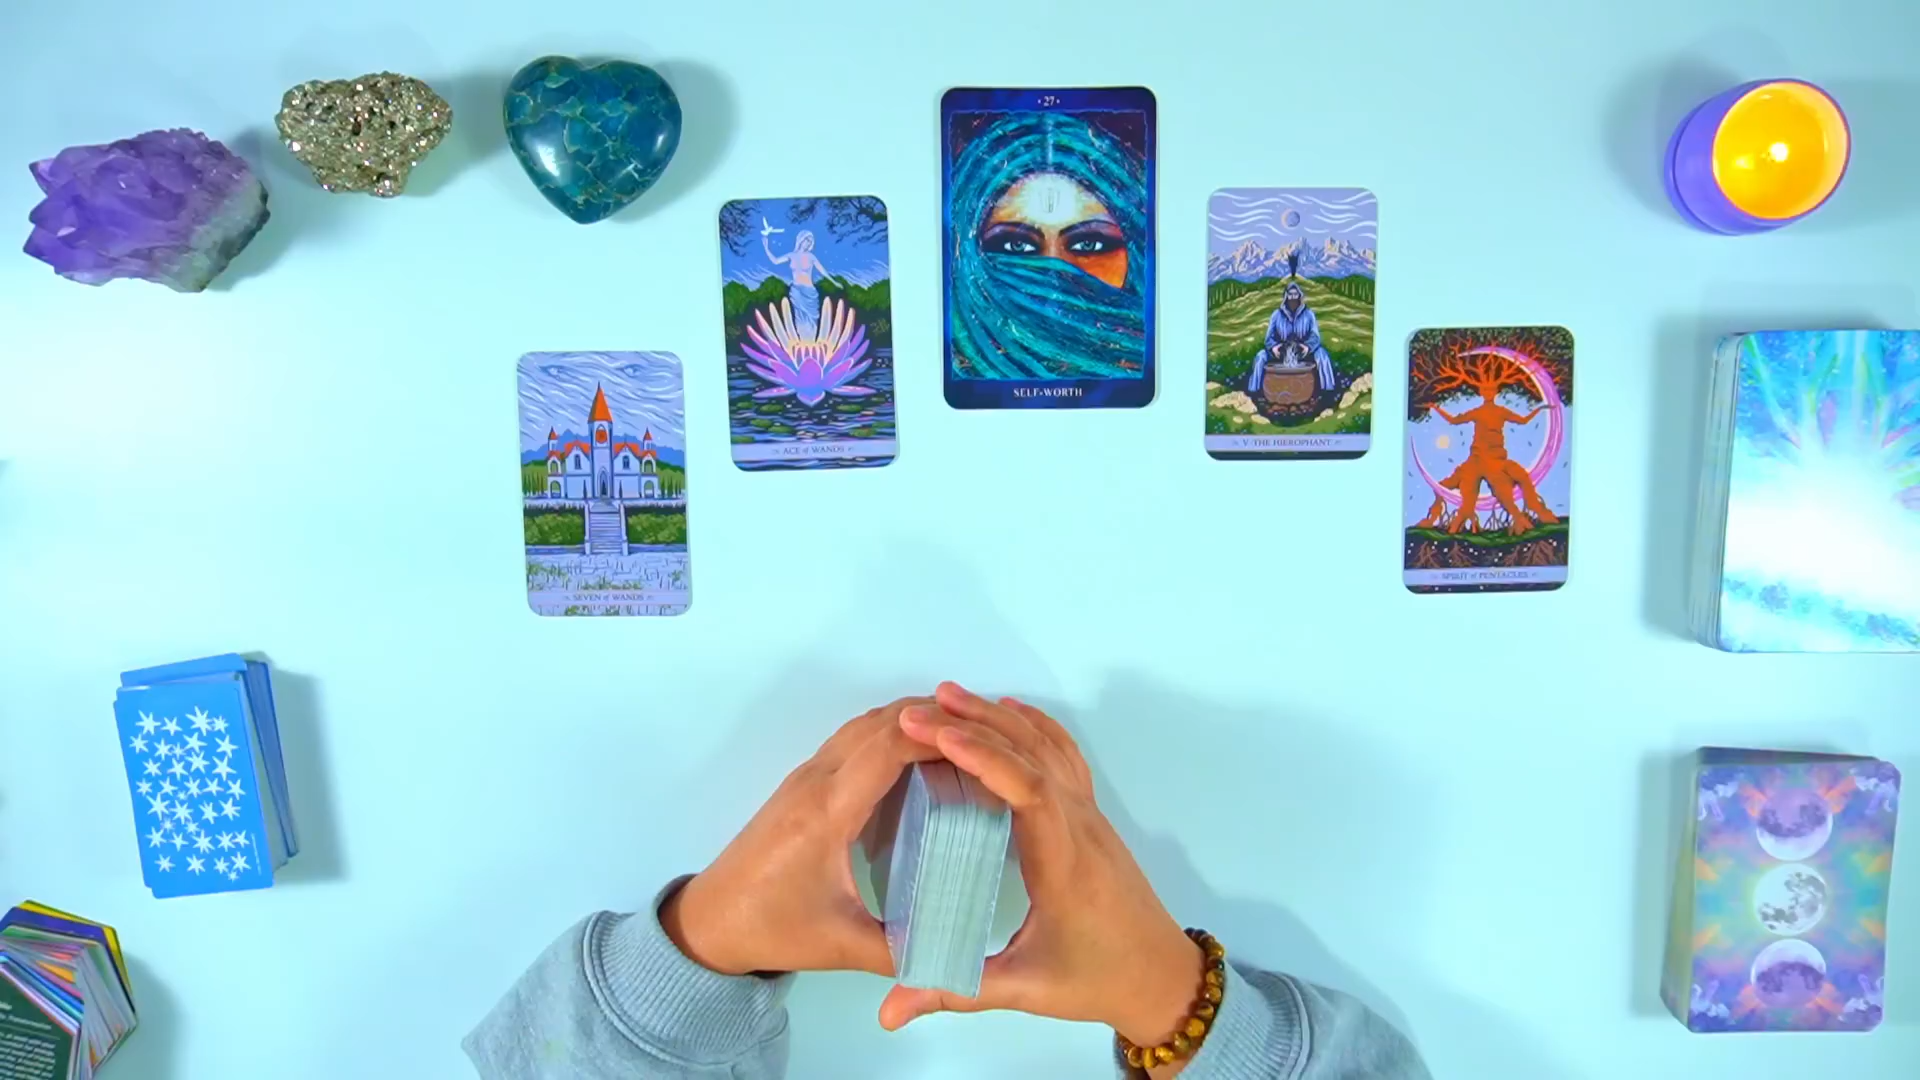 · 27 ·
SELF-WORTH
SEVEN of WANDS
ACE of WANDS
V · THE HIEROPHANT
SPIRIT of PENTACLES